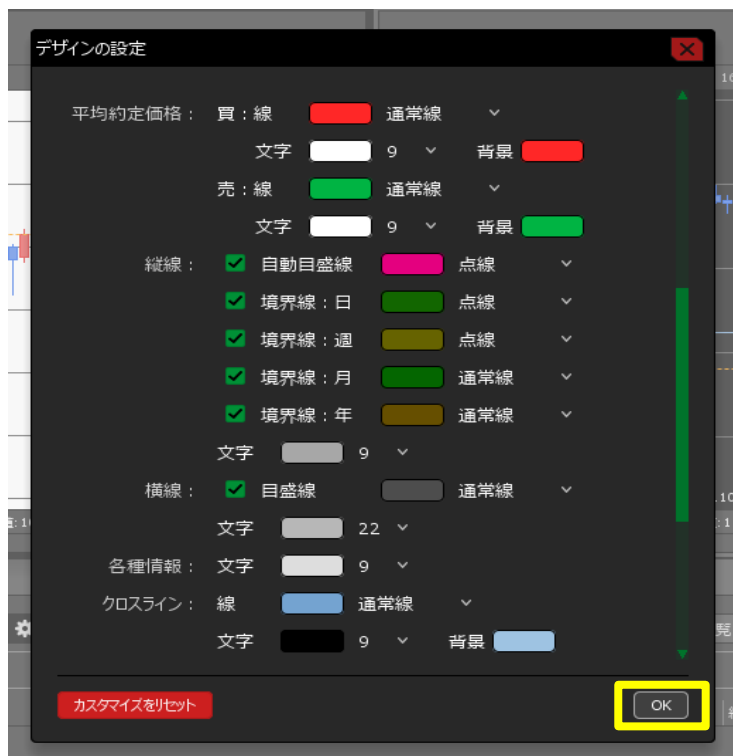 デザインの設定
平均約定価格： 買：線 通常線
文字 9 背景
売：線 通常線
文字 9 背景
縦線： 自動目盛線 点線
境界線：日 点線
境界線：週 点線
境界線：月 通常線
境界線：年 通常線
文字 9
横線： 目盛線 通常線
文字 22
各種情報： 文字 9
クロスライン： 線 通常線
文字 9 背景
カスタマイズをリセット OK